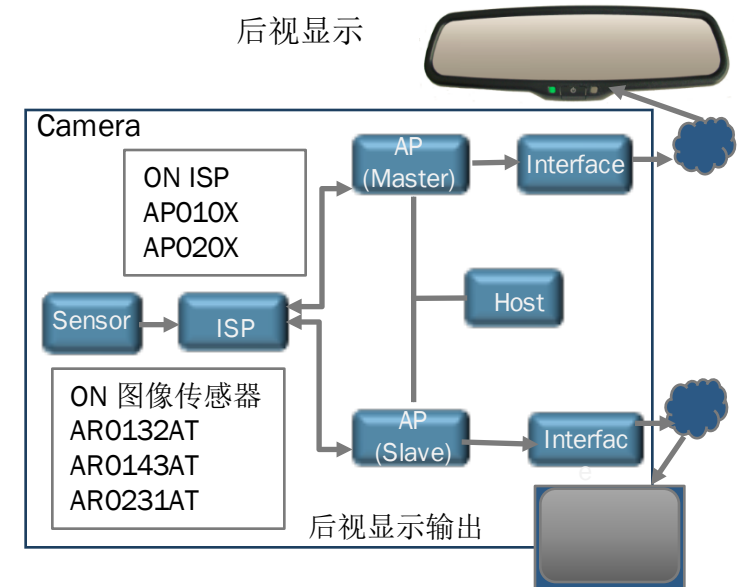 后视显示
Camera
ON ISP
AP010X
AP020X
AP
(Master)
Interface
Sensor
ISP
Host
ON 图像传感器
AR0132AT
AR0143AT
AR0231AT
AP
(Slave)
Interfac
e
后视显示输出